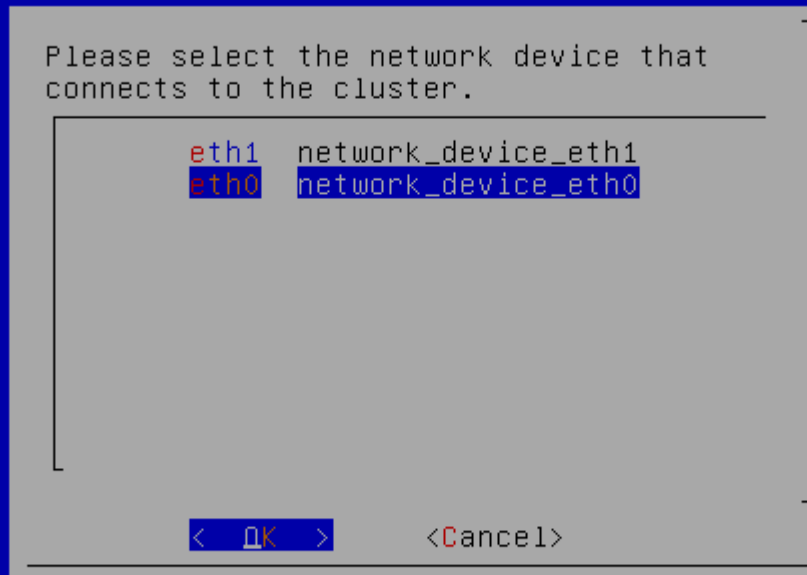 Please select the network device that
connects to the cluster.
eth1 network_device_eth1
eth0 network_device_eth0
< OK > <Cancel>